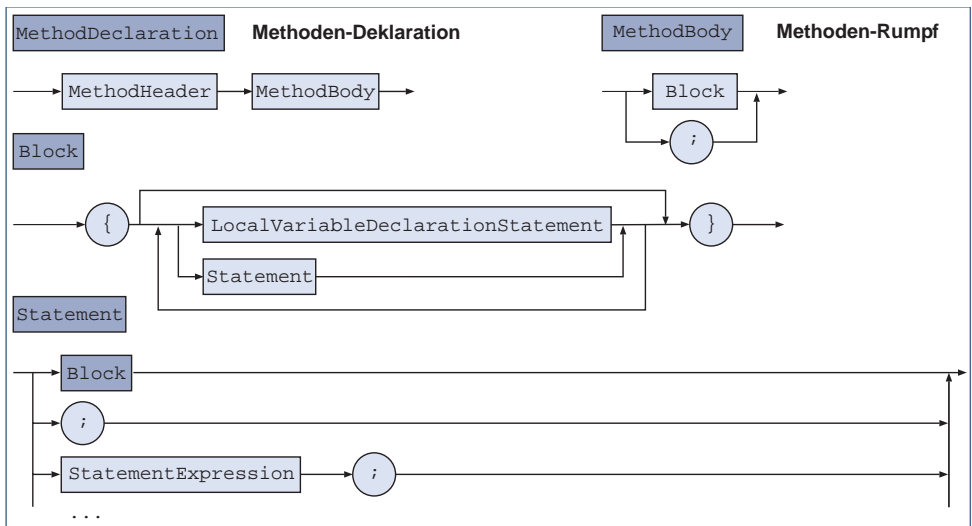 MethodDeclaration Methoden-Deklaration
MethodBody Methoden-Rumpf
MethodHeader MethodBody
Block
;
Block
{
LocalVariableDeclarationStatement
}
Statement
Statement
Block
;
StatementExpression ;
...